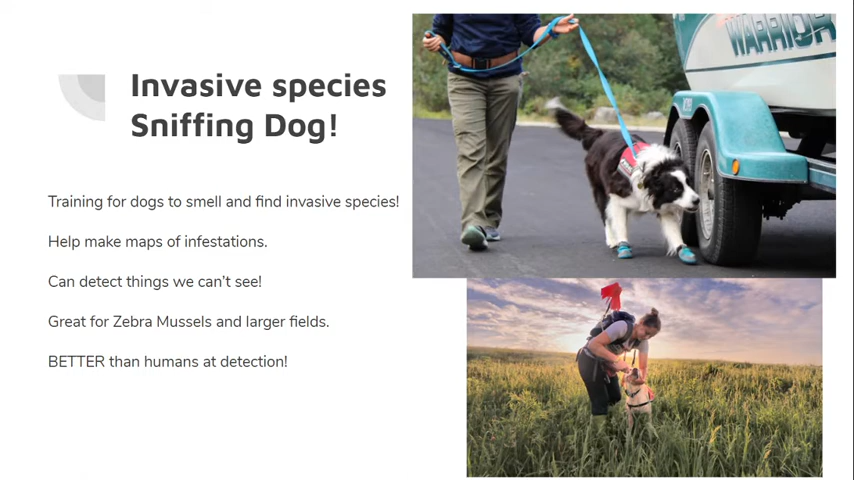 Invasive species
Sniffing Dog!
WARRIOR
Training for dogs to smell and find invasive species!
Help make maps of infestations.
Can detect things we can't see!
Great for Zebra Mussels and larger fields.
BETTER than humans at detection!